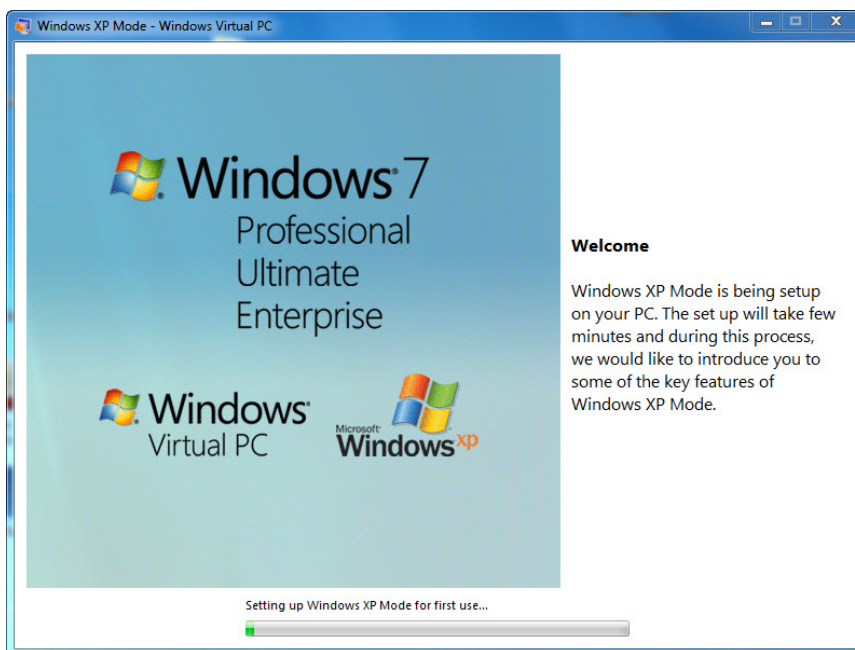 Windows XP Mode - Windows Virtual PC
Windows 7
Professional
Ultimate
Enterprise
Windows
Virtual PC
Microsoft
Windows xp
Welcome
Windows XP Mode is being setup
on your PC. The set up will take few
minutes and during this process,
we would like to introduce you to
some of the key features of
Windows XP Mode.
Setting up Windows XP Mode for first use...